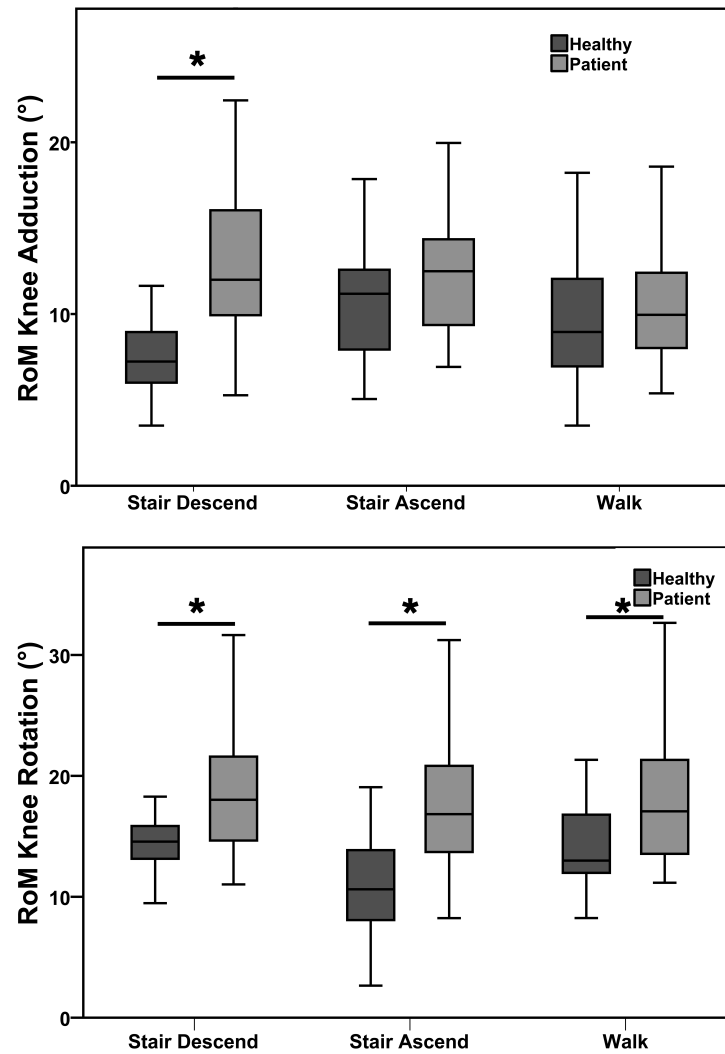 RoM Knee Adduction (°)
20
10
0
*
Healthy
Patient
Stair Descend Stair Ascend Walk
RoM Knee Rotation (°)
30
20
10
0
* * *
Healthy
Patient
Stair Descend Stair Ascend Walk